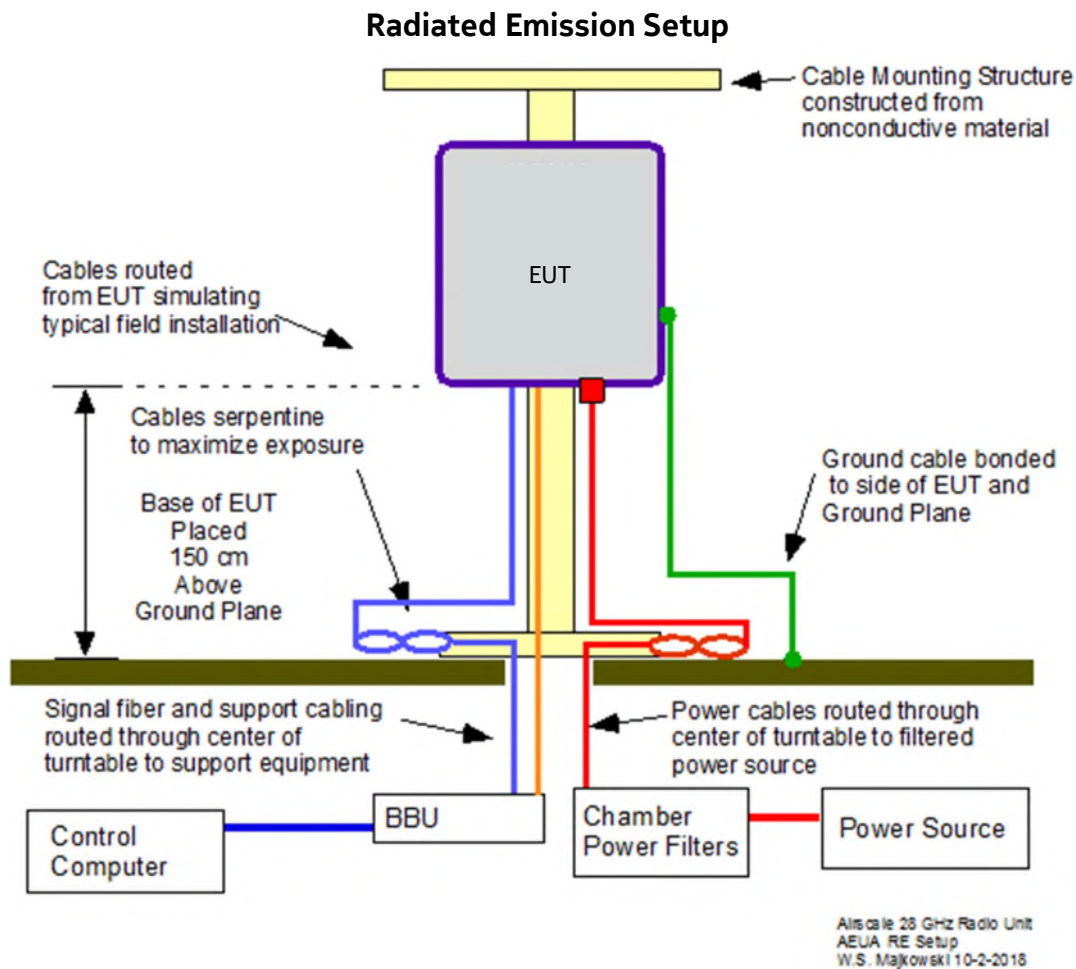 Radiated Emission Setup
Cable Mounting Structure
constructed from
nonconductive material
EUT
Cables routed
from EUT simulating
typical field installation
Cables serpentine
to maximize exposure
Base of EUT
Placed
150 cm
Above
Ground Plane
Ground cable bonded
to side of EUT and
Ground Plane
Signal fiber and support cabling
routed through center of
turntable to support equipment
Power cables routed through
center of turntable to filtered
power source
Control
Computer
BBU
Chamber
Power Filters
Power Source
Airscale 28 GHz Radio Unit
AEUA RE Setup
W.S. Majkowski 10-2-2018